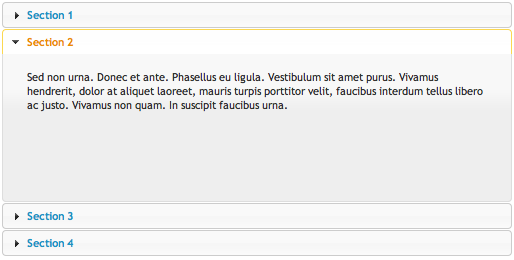 Section 1
Section 2
Sed non urna. Donec et ante. Phasellus eu ligula. Vestibulum sit amet purus. Vivamus
hendrerit, dolor at aliquet laoreet, mauris turpis porttitor velit, faucibus interdum tellus libero
ac justo. Vivamus non quam. In suscipit faucibus urna.
Section 3
Section 4